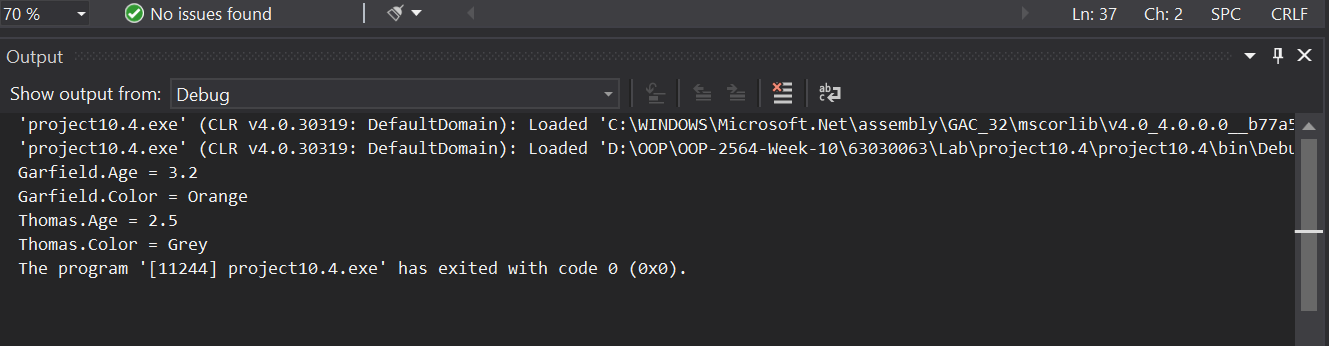 70 % No issues found Ln: 37 Ch: 2 SPC CRLF
Output
Show output from: Debug
'project10.4.exe' (CLR v4.0.30319: DefaultDomain): Loaded 'C:\WINDOWS\Microsoft.Net\assembly\GAC_32\mscorlib\v4.0_4.0.0.0__b77a5
'project10.4.exe' (CLR v4.0.30319: DefaultDomain): Loaded 'D:\OOP\OOP-2564-Week-10\63030063\Lab\project10.4\project10.4\bin\Debu
Garfield.Age = 3.2
Garfield.Color = Orange
Thomas.Age = 2.5
Thomas.Color = Grey
The program '[11244] project10.4.exe' has exited with code 0 (0x0).